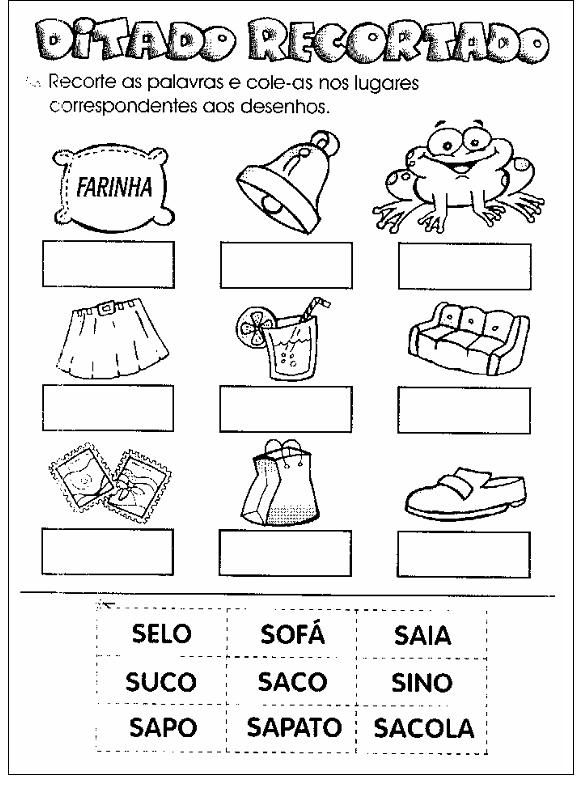 DiTADO RECORTADO
Recorte as palavras e cole-as nos lugares
correspondentes aos desenhos.
FARINHA
SELO SOFÁ SAIA
SUCO SACO SINO
SAPO SAPATO SACOLA